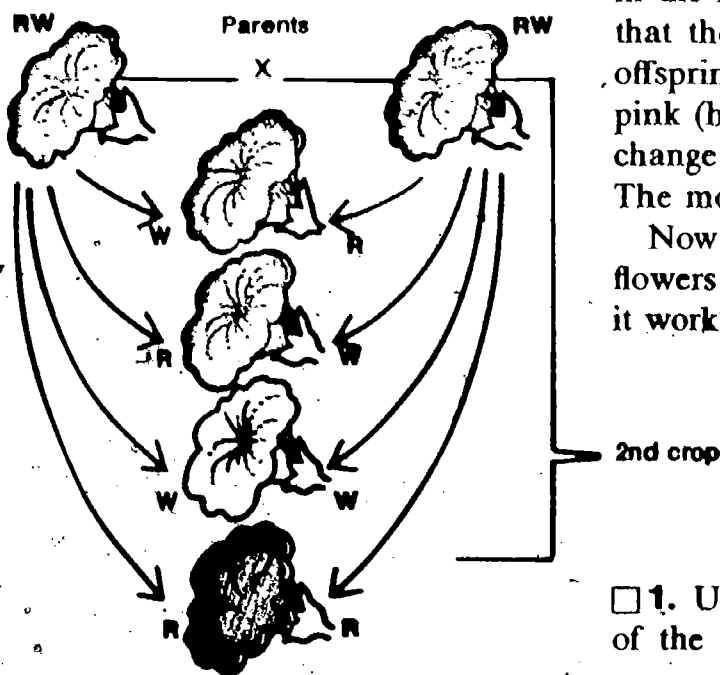 RW Parents RW
X
W R
R W
W W
R R
2nd crop
that the
offsprin
pink (b
change
The mo
Now
flowers
it work
□1. U
of the